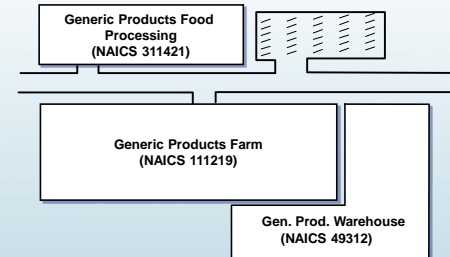 Generic Products Food
Processing
(NAICS 311421)
Generic Products Farm
(NAICS 111219)
Gen. Prod. Warehouse
(NAICS 49312)